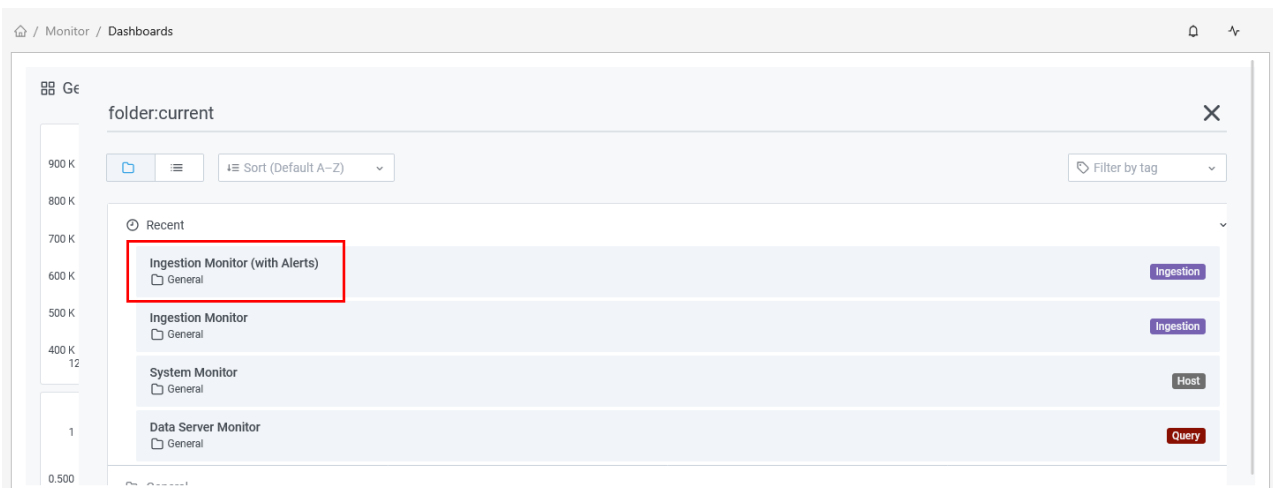 / Monitor / Dashboards
Ge
folder:current
900 K
Sort (Default A–Z)
Filter by tag
800 K
700 K
Recent
600 K
Ingestion Monitor (with Alerts)
General
Ingestion
500 K
Ingestion Monitor
General
Ingestion
400 K
12
System Monitor
General
Host
1
Data Server Monitor
General
Query
0.500
General